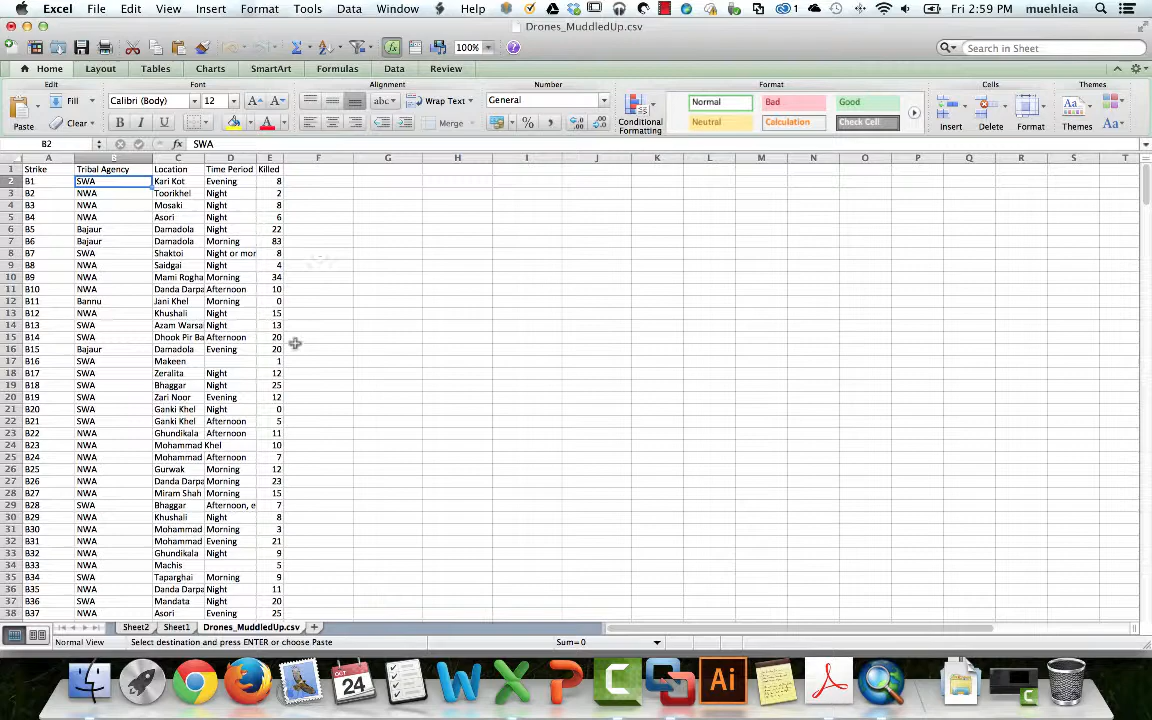 Excel File Edit View Insert Format Tools Data Window Help 1 Fri 2:59 PM muehleia
Drones_MuddledUp.csv
100% Search in Sheet
Home Layout Tables Charts SmartArt Formulas Data Review
Edit Font Alignment Number Format Cells Themes
Fill Calibri (Body) 12 abc Wrap Text General Normal Bad Good
Paste Clear B I U A Merge % Conditional Formatting Neutral Calculation Check Cell Insert Delete Format Themes Aa
B2 fx SWA
A B C D E F G H I J K L M N O P Q R S T
1 Strike Tribal Agency Location Time Period Killed
2 B1 SWA Kari Kot Evening 8
3 B2 NWA Toorikhel Night 2
4 B3 NWA Mosaki Night 8
5 B4 NWA Asori Night 6
6 B5 Bajaur Damadola Night 22
7 B6 Bajaur Damadola Morning 83
8 B7 SWA Shaktoi Night or mor 8
9 B8 NWA Saidgai Night 4
10 B9 NWA Mami Rogha Morning 34
11 B10 NWA Danda Darpa Afternoon 10
12 B11 Bannu Jani Khel Morning 0
13 B12 NWA Khushali Night 15
14 B13 SWA Azam Warsa Night 13
15 B14 SWA Dhook Pir Ba Afternoon 20
16 B15 Bajaur Damadola Evening 20
17 B16 SWA Makeen 1
18 B17 SWA Zeralita Night 12
19 B18 SWA Bhaggar Night 25
20 B19 SWA Zari Noor Evening 12
21 B20 SWA Ganki Khel Night 0
22 B21 SWA Ganki Khel Afternoon 5
23 B22 NWA Ghundikala Afternoon 11
24 B23 NWA Mohammad Khel 10
25 B24 NWA Mohammad Afternoon 7
26 B25 NWA Gurwak Morning 12
27 B26 NWA Danda Darpa Morning 23
28 B27 NWA Miram Shah Morning 15
29 B28 SWA Bhaggar Afternoon, e 7
30 B29 NWA Khushali Night 8
31 B30 NWA Mohammad Morning 3
32 B31 NWA Mohammad Evening 21
33 B32 NWA Ghundikala Night 9
34 B33 NWA Machis 5
35 B34 SWA Taparghai Morning 9
36 B35 NWA Danda Darpa Night 11
37 B36 SWA Mandata Night 20
38 B37 NWA Asori Evening 25
Sheet2 Sheet1 Drones_MuddledUp.csv
Normal View Select destination and press ENTER or choose Paste Sum=0
OCT 24 W X P C Ai